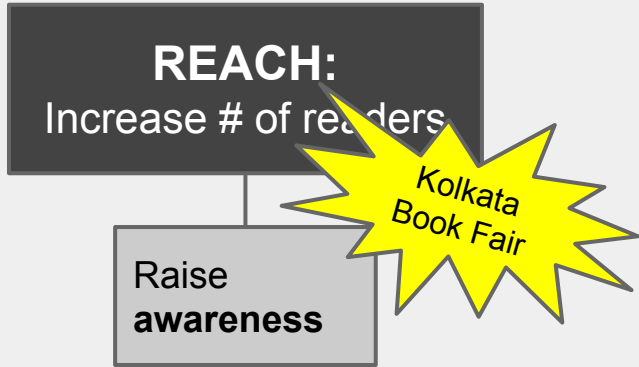 REACH:
Increase # of readers
Kolkata
Book Fair
Raise
awareness